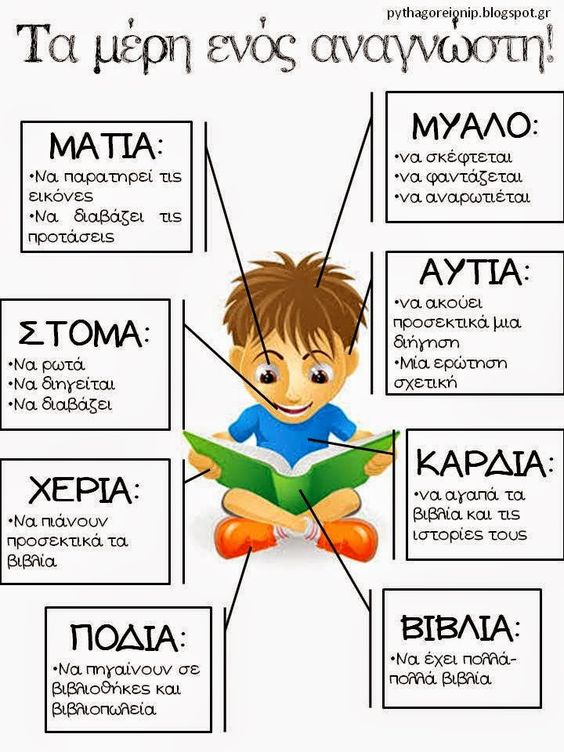 pythagoreionip.blogspot.gr
Τα μέρη ενός αναγνώστη!
ΜΑΤΙΑ:
•Να παρατηρεί τις
εικόνες
•Να διαβάζει τις
προτάσεις
ΜΥΑΛΟ:
•να σκέφτεται
•να φαντάζεται
•να αναρωτιέται
ΣΤΟΜΑ:
•Να ρωτά
•Να διηγείται
•Να διαβάζει
ΑΥΤΙΑ:
•να ακούει
προσεκτικά μια
διήγηση
•Μία ερώτηση
σχετική
ΧΕΡΙΑ:
•Να πιάνουν
προσεκτικά τα
βιβλία
ΚΑΡΔΙΑ:
•να αγαπά τα
βιβλία και τις
ιστορίες τους
ΠΟΔΙΑ:
•Να πηγαίνουν σε
βιβλιοθήκες και
βιβλιοπωλεία
ΒΙΒΛΙΑ:
•Να έχει πολλά-
πολλά βιβλία